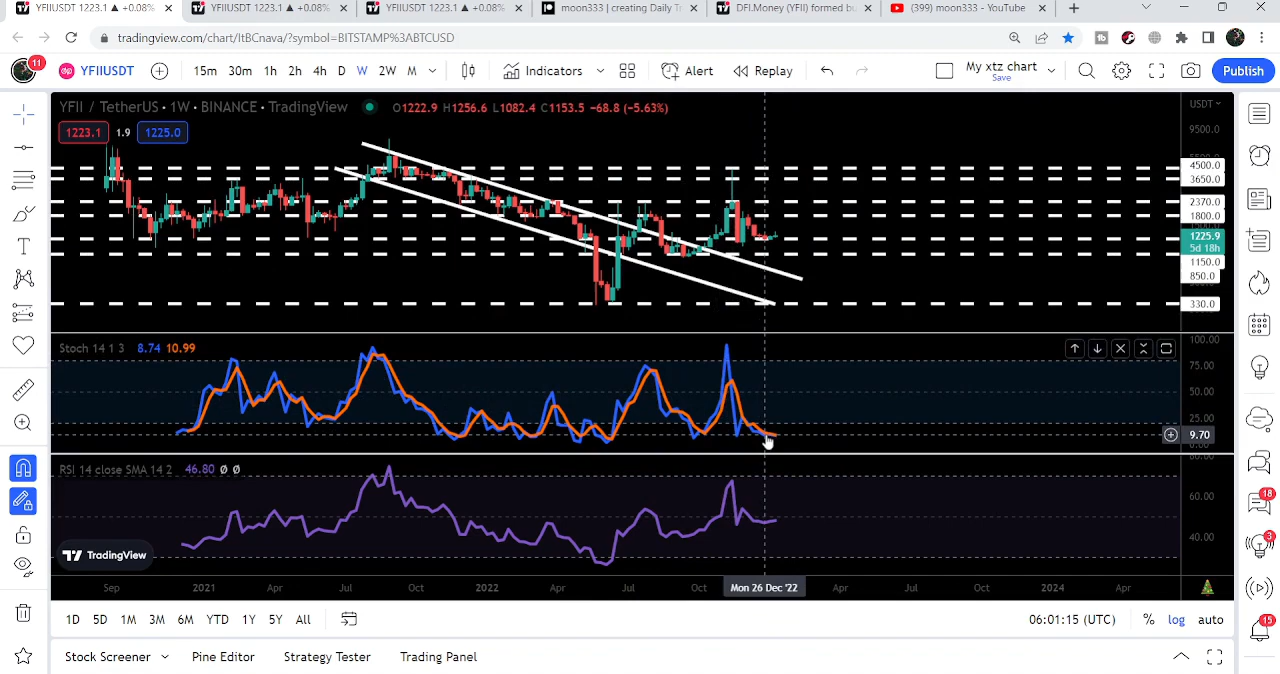 YFIIUSDT 1223.1 ▲ +0.08%
YFIIUSDT 1223.1 ▲ +0.08%
YFIIUSDT 1223.1 ▲ +0.08%
moon333 | creating Daily T
DFI.Money (YFII) formed bu
(399) moon333 - YouTube
tradingview.com/chart/ItBCnava/?symbol=BITSTAMP%3ABTCUSD
11
YFIIUSDT
15m 30m 1h 2h 4h D W 2W M
Indicators
Alert
Replay
My xtz chart
Save
Publish
YFII / TetherUS · 1W · BINANCE · TradingView
O1222.9 H1256.6 L1082.4 C1153.5 −68.8 (−5.63%)
USDT
1223.1 1.9 1225.0
9500.0
4500.0
3650.0
2370.0
1800.0
1225.9
5d 18h
1150.0
850.0
330.0
Stoch 14 1 3 8.74 10.99
100.00
75.00
50.00
25.00
9.70
RSI 14 close SMA 14 2 46.80 Ø Ø
80.00
60.00
40.00
TradingView
Sep 2021 Apr Jul Oct 2022 Apr Jul Oct Mon 26 Dec '22 Apr Jul Oct 2024 Apr
1D 5D 1M 3M 6M YTD 1Y 5Y All
06:01:15 (UTC) % log auto
Stock Screener Pine Editor Strategy Tester Trading Panel
18
3
15